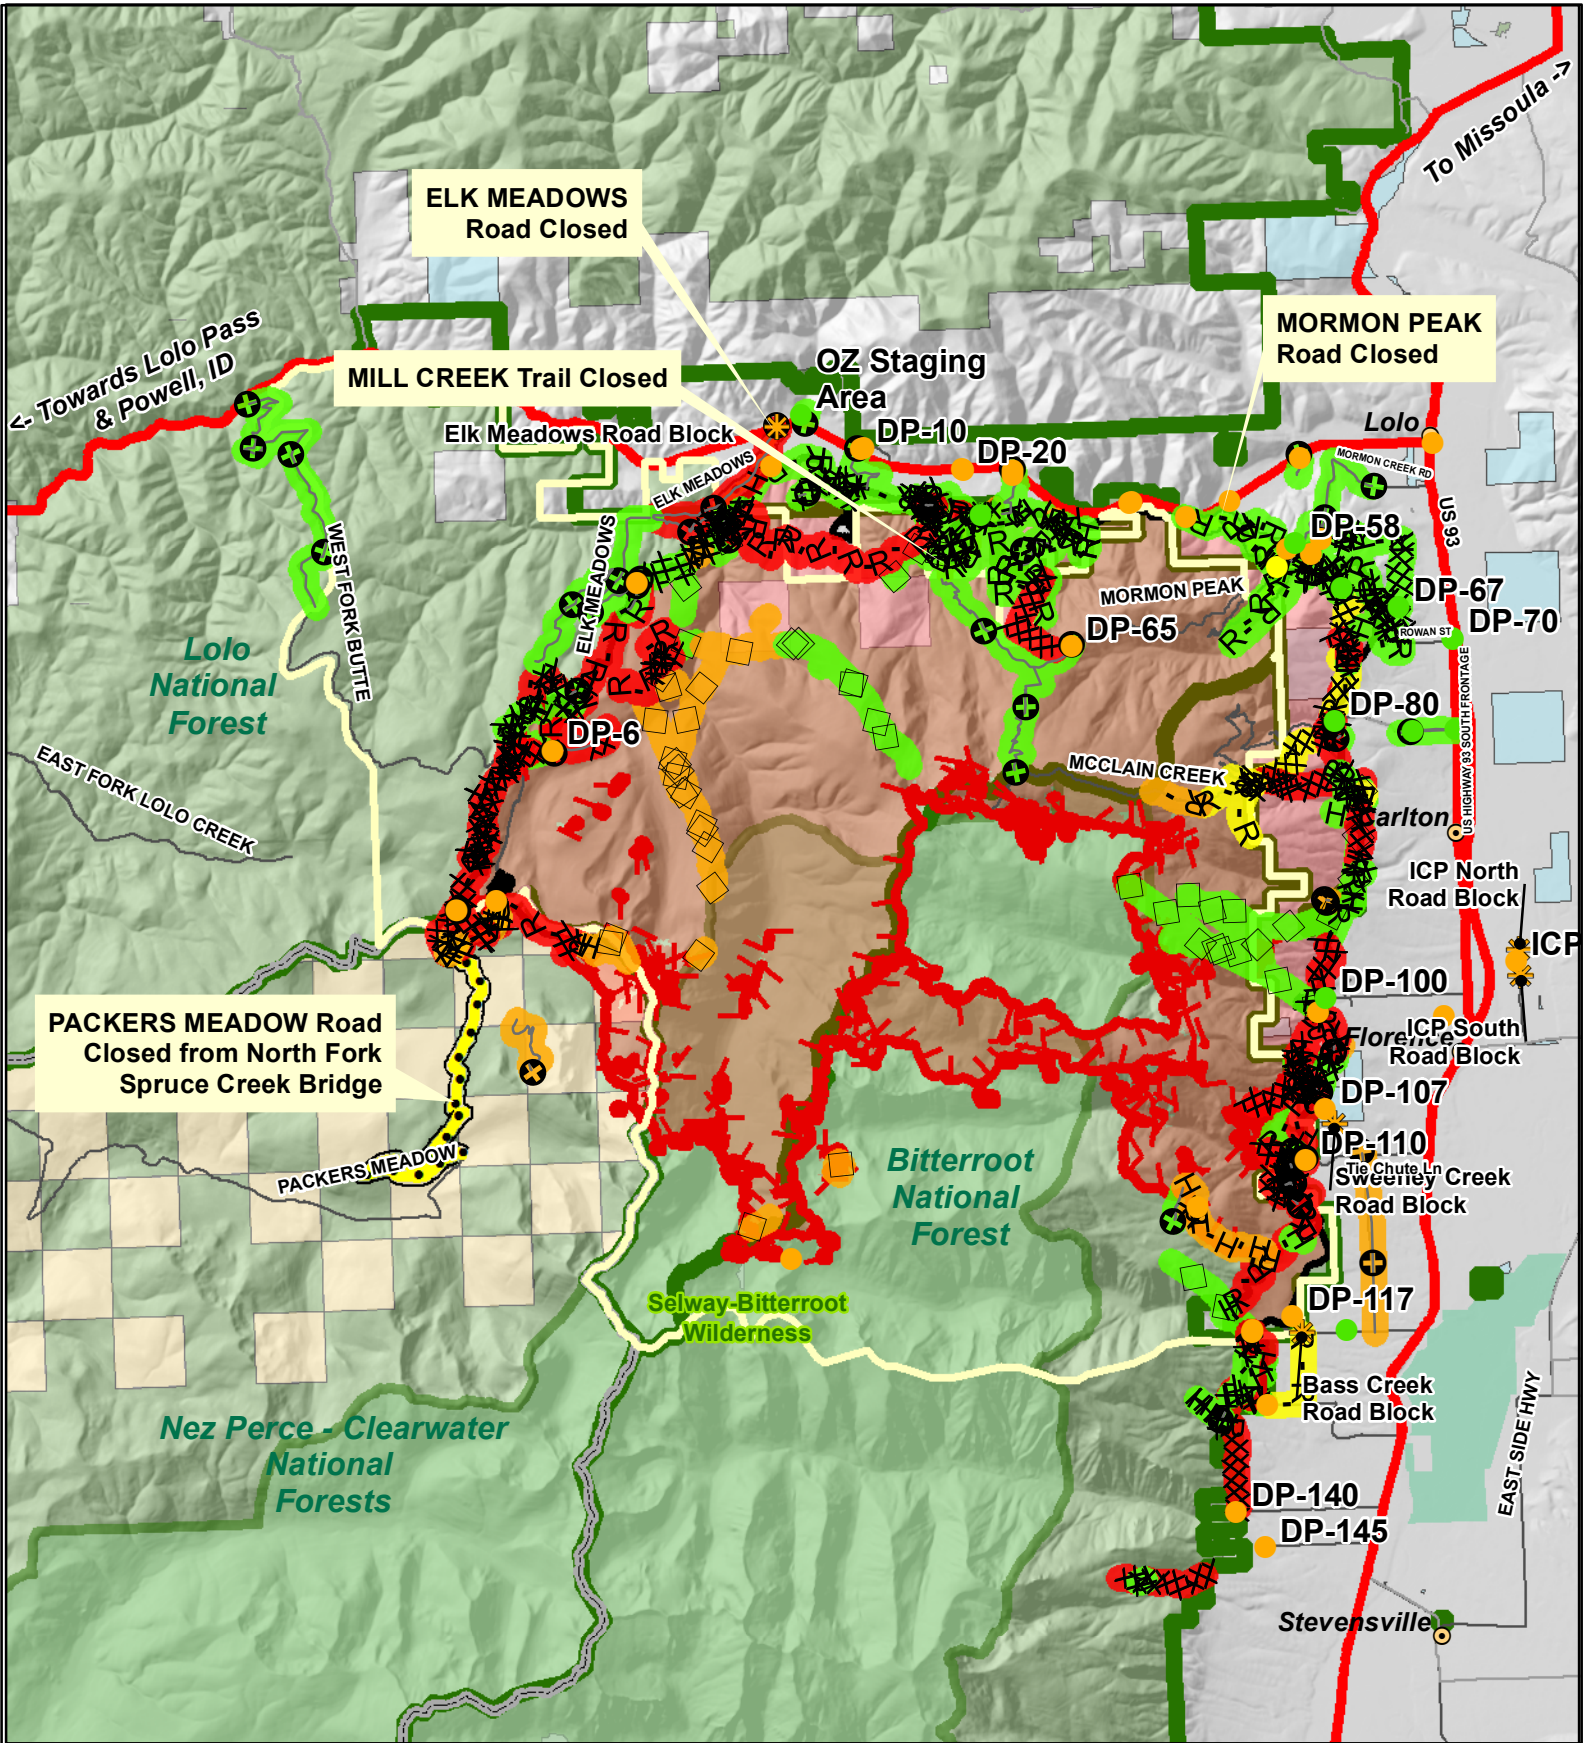 To Missoula ->
ELK MEADOWS
Road Closed
MORMON PEAK
Road Closed
<- Towards Lolo Pass
& Powell, ID
MILL CREEK Trail Closed
OZ Staging
Area
Lolo
Elk Meadows Road Block
DP-10
DP-20
MORMON CREEK RD
ELK MEADOWS
US 93
DP-58
WEST FORK BUTTE
ELK MEADOWS
MORMON PEAK
DP-67
DP-70
ROWAN ST
DP-65
Lolo
National
Forest
US HIGHWAY 93 SOUTH FRONTAGE
DP-6
DP-80
EAST FORK LOLO CREEK
MCCLAIN CREEK
Carlton
ICP North
Road Block
ICP
DP-100
PACKERS MEADOW Road
Closed from North Fork
Spruce Creek Bridge
Florence
ICP South
Road Block
DP-107
DP-110
Tie Chute Ln
Sweeney Creek
Road Block
PACKERS MEADOW
Bitterroot
National
Forest
DP-117
Selway-Bitterroot
Wilderness
Bass Creek
Road Block
Nez Perce - Clearwater
National
Forests
EAST SIDE HWY
DP-140
DP-145
Stevensville